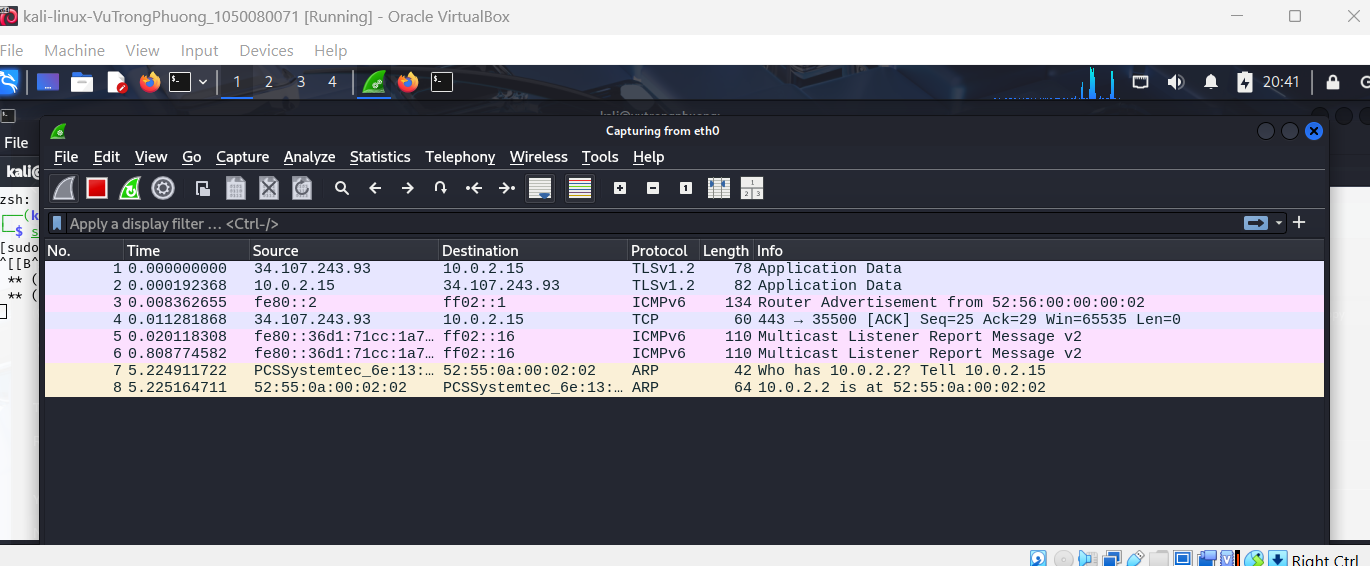 kali-linux-VuTrongPhuong_1050080071 [Running] - Oracle VirtualBox
File Machine View Input Devices Help
1 2 3 4 20:41
Capturing from eth0
File
File Edit View Go Capture Analyze Statistics Telephony Wireless Tools Help
Apply a display filter ... <Ctrl-/>
zsh:
$
[sudo
^[[B^
** (
** (
No. Time Source Destination Protocol Length Info
1 0.000000000 34.107.243.93 10.0.2.15 TLSv1.2 78 Application Data
2 0.000192368 10.0.2.15 34.107.243.93 TLSv1.2 82 Application Data
3 0.008362655 fe80::2 ff02::1 ICMPv6 134 Router Advertisement from 52:56:00:00:00:02
4 0.011281868 34.107.243.93 10.0.2.15 TCP 60 443 → 35500 [ACK] Seq=25 Ack=29 Win=65535 Len=0
5 0.020118308 fe80::36d1:71cc:1a7… ff02::16 ICMPv6 110 Multicast Listener Report Message v2
6 0.808774582 fe80::36d1:71cc:1a7… ff02::16 ICMPv6 110 Multicast Listener Report Message v2
7 5.224911722 PCSSystemtec_6e:13:… 52:55:0a:00:02:02 ARP 42 Who has 10.0.2.2? Tell 10.0.2.15
8 5.225164711 52:55:0a:00:02:02 PCSSystemtec_6e:13:… ARP 64 10.0.2.2 is at 52:55:0a:00:02:02
Right Ctrl